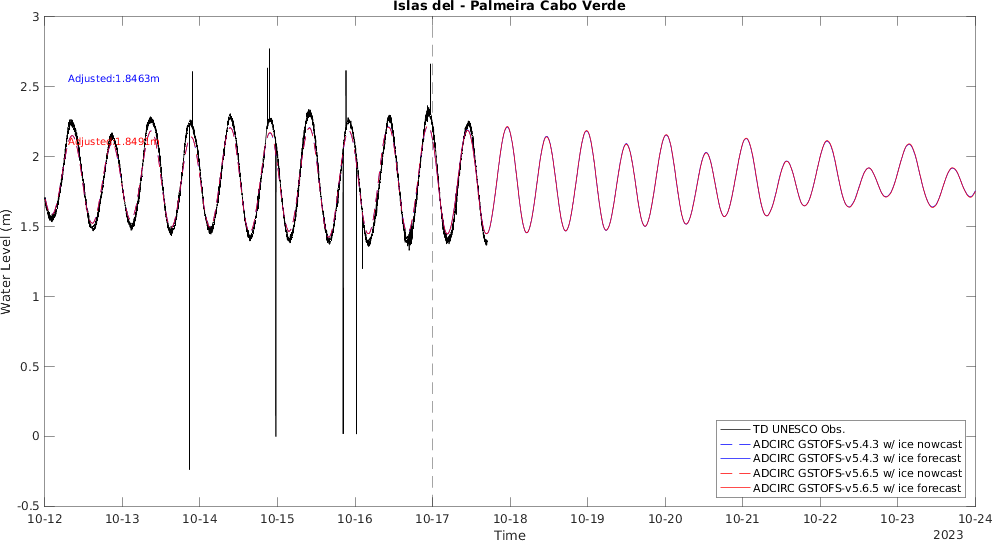 Islas del - Palmeira Cabo Verde
3
2.5
2
1.5
1
0.5
0
-0.5
Water Level (m)
Adjusted:1.8463m
Adjusted:1.8491m
10-12 10-13 10-14 10-15 10-16 10-17 10-18 10-19 10-20 10-21 10-22 10-23 10-24
Time
2023
TD UNESCO Obs.
ADCIRC GSTOFS-v5.4.3 w/ ice nowcast
ADCIRC GSTOFS-v5.4.3 w/ ice forecast
ADCIRC GSTOFS-v5.6.5 w/ ice nowcast
ADCIRC GSTOFS-v5.6.5 w/ ice forecast